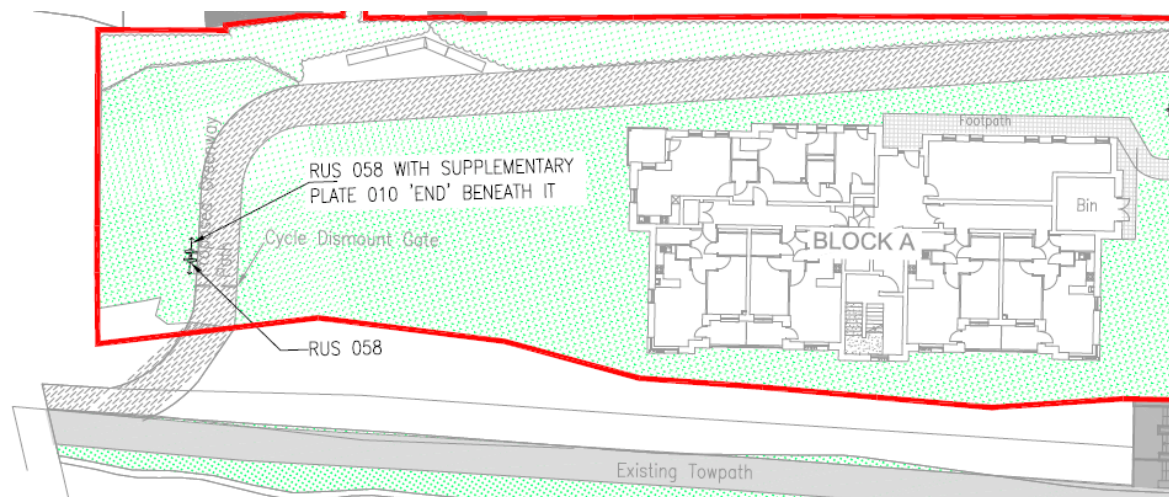 RUS 058 WITH SUPPLEMENTARY
PLATE 010 'END' BENEATH IT
Cycle Dismount Gate
RUS 058
Footpath
Bin
BLOCK A
Existing Towpath